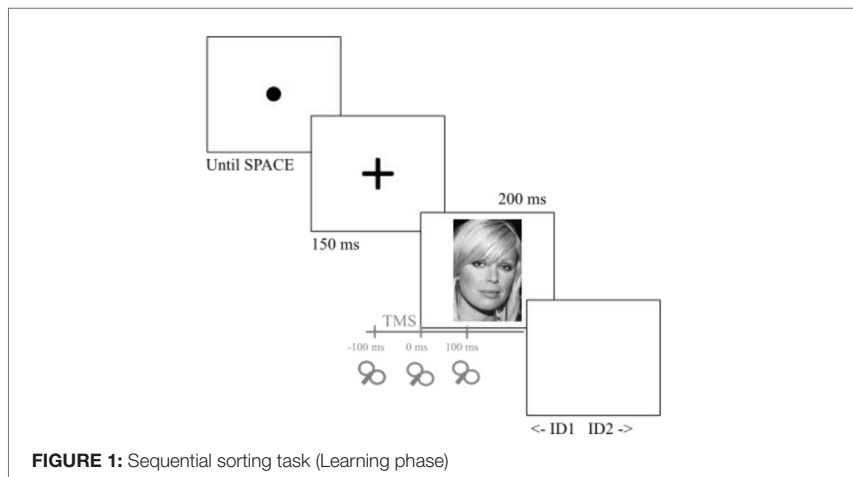 Until SPACE
150 ms
200 ms
TMS
-100 ms 0 ms 100 ms
<- ID1 ID2 ->
FIGURE 1: Sequential sorting task (Learning phase)